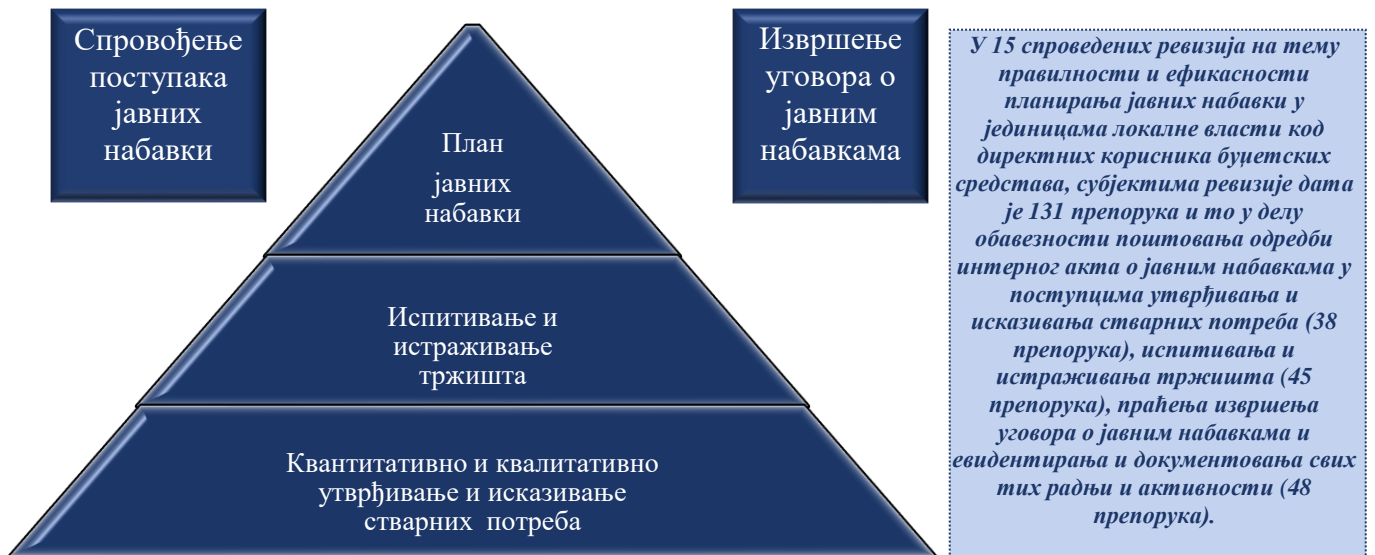 Спровођење
поступака
јавних
набавки
План
јавних
набавки
Испитивање и
истраживање
тржишта
Квантитативно и квалитативно
утврђивање и исказивање
стварних потреба
Извршење
уговора о
јавним
набавкама
У 15 спроведених ревизија на тему
правилности и ефикасности
планирања јавних набавки у
јединицама локалне власти код
директних корисника буџетских
средстава, субјектима ревизије дата
је 131 препорука и то у делу
обавезности поштовања одредби
интерног акта о јавним набавкама у
поступцима утврђивања и
исказивања стварних потреба (38
препорука), испитивања и
истраживања тржишта (45
препорука), праћења извршења
уговора о јавним набавкама и
евидентирања и документовања свих
тих радњи и активности (48
препорука).